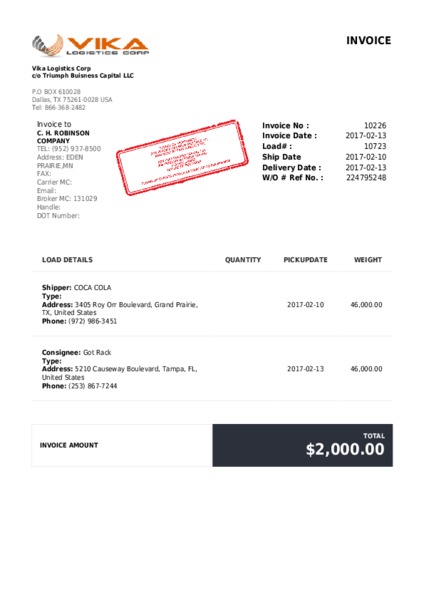 VIKA
LOGISTICS CORP
INVOICE
Vika Logistics Corp
c/o Triumph Buisness Capital LLC
P.O BOX 610028
Dallas, TX 75261-0028 USA
Tel: 866-368-2482
Invoice to
C. H. ROBINSON
COMPANY
TEL: (952) 937-8500
Address: EDEN
PRAIRIE,MN
FAX:
Carrier MC:
Email:
Broker MC: 131029
Handle:
DOT Number:
Invoice No : 10226
Invoice Date : 2017-02-13
Load# : 10723
Ship Date 2017-02-10
Delivery Date : 2017-02-13
W/O # Ref No. : 224795248
LOAD DETAILS QUANTITY PICKUPDATE WEIGHT
Shipper: COCA COLA
Type:
Address: 3405 Roy Orr Boulevard, Grand Prairie,
TX, United States
Phone: (972) 986-3451
2017-02-10 46,000.00
Consignee: Got Rack
Type:
Address: 5210 Causeway Boulevard, Tampa, FL,
United States
Phone: (253) 867-7244
2017-02-13 46,000.00
INVOICE AMOUNT
TOTAL
$2,000.00